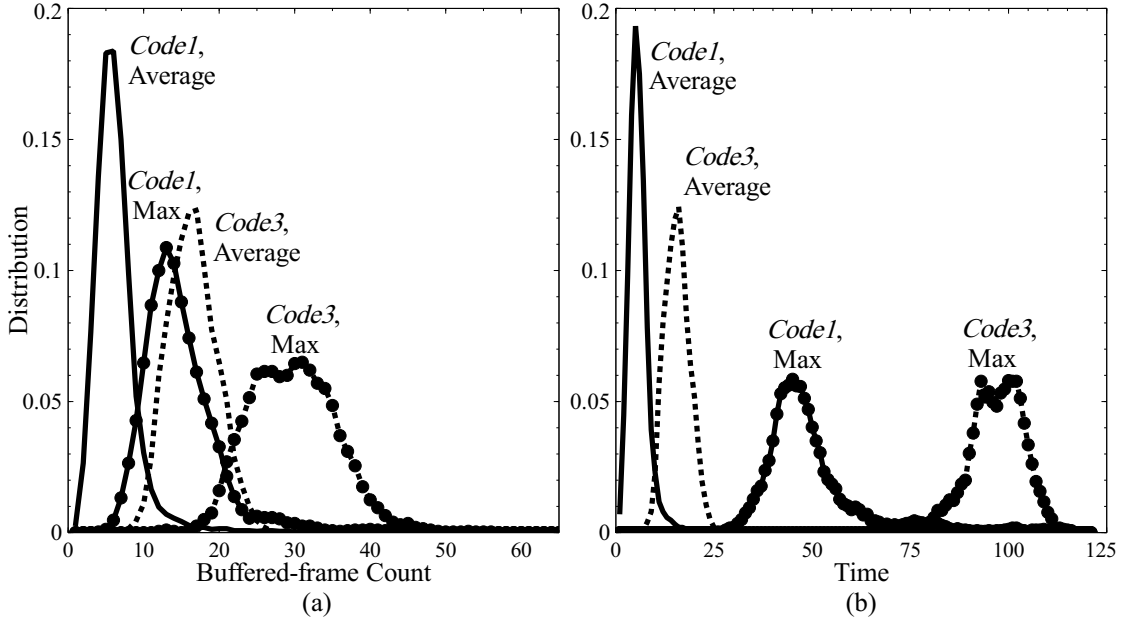 0.2
0.15
0.1
0.05
0
Distribution
Code1,
Average
Code1,
Max
Code3,
Average
Code3,
Max
0 10 20 30 40 50 60
Buffered-frame Count
(a)
0.2
0.15
0.1
0.05
0
Code1,
Average
Code3,
Average
Code1,
Max
Code3,
Max
0 25 50 75 100 125
Time
(b)